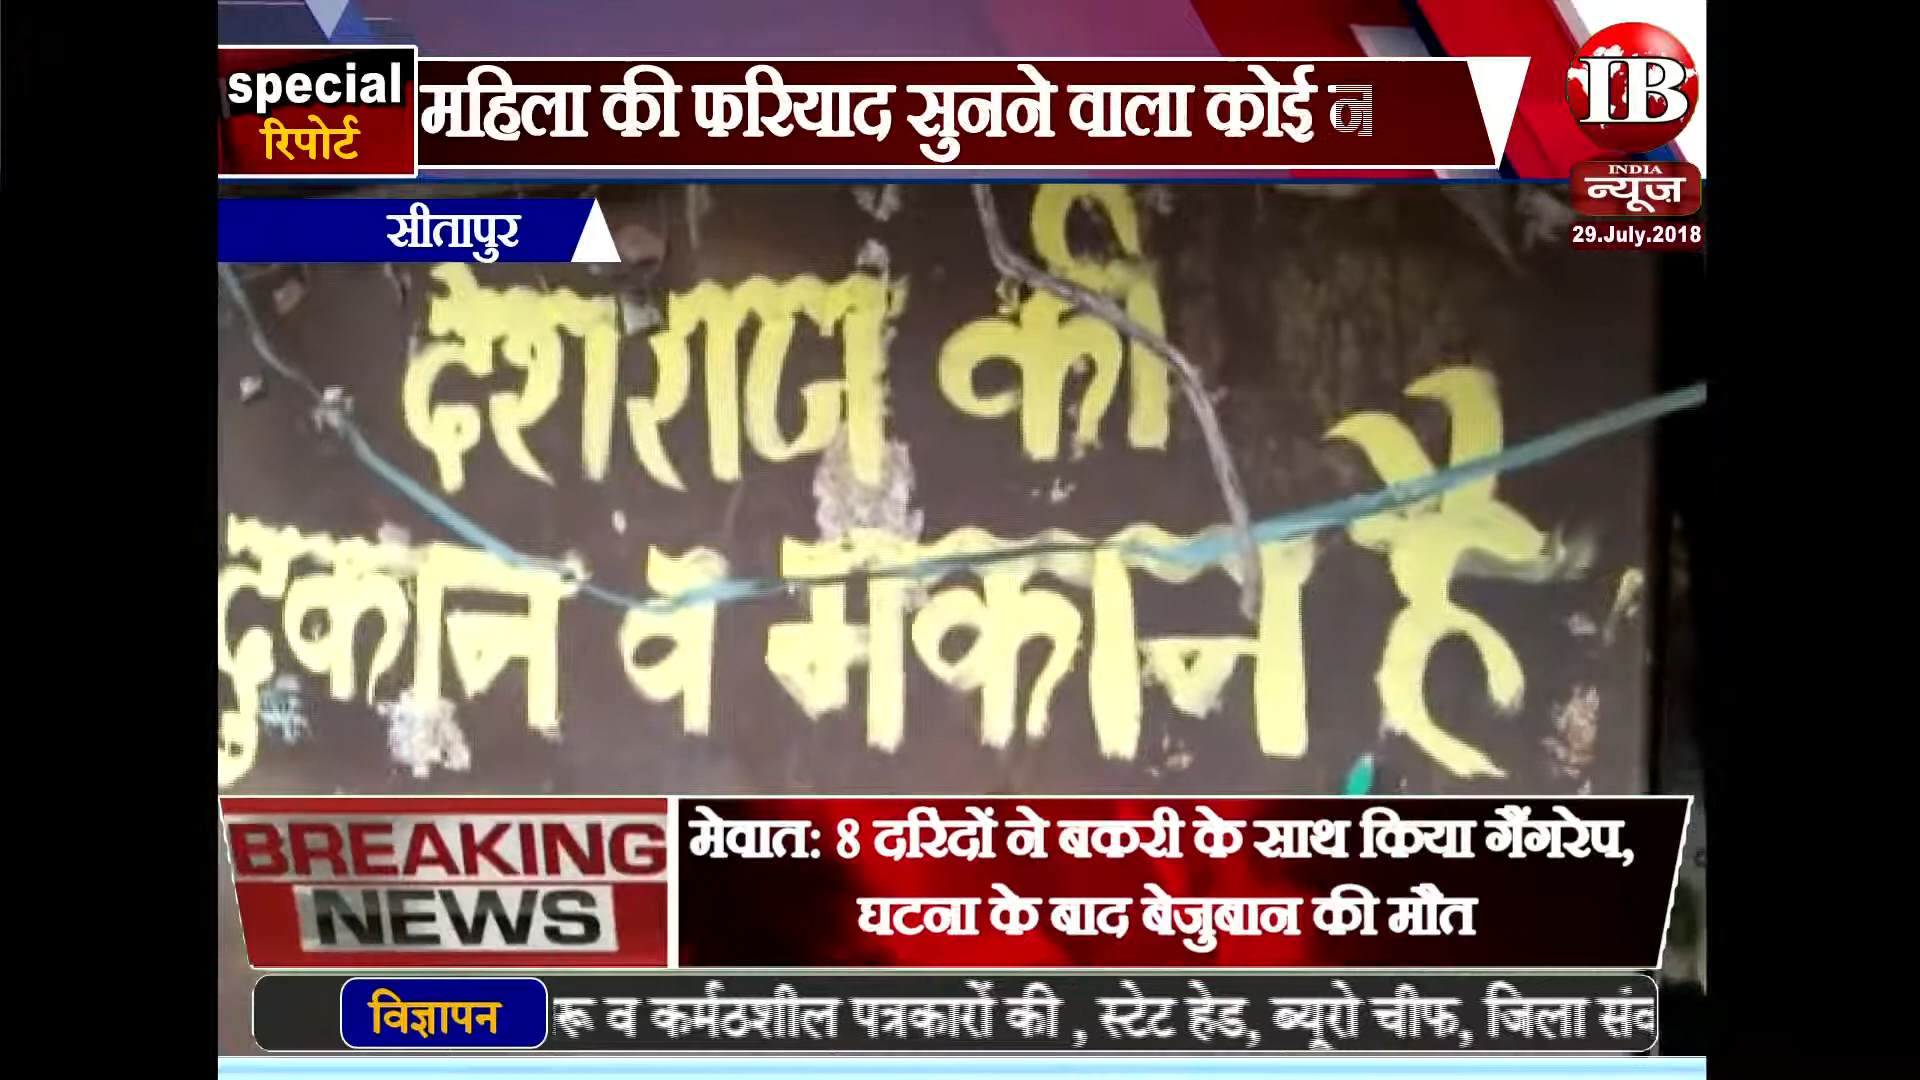 special
रिपोर्ट
महिला की फरियाद सुनने वाला कोई न
IB
INDIA
न्यूज़
29.July.2018
सीतापुर
देशराज की
दुकान व मकान है
BREAKING
NEWS
मेवात: 8 दरिंदों ने बकरी के साथ किया गैंगरेप,
घटना के बाद बेजुबान की मौत
विज्ञापन
रू व कर्मठशील पत्रकारों की , स्टेट हेड, ब्यूरो चीफ, जिला